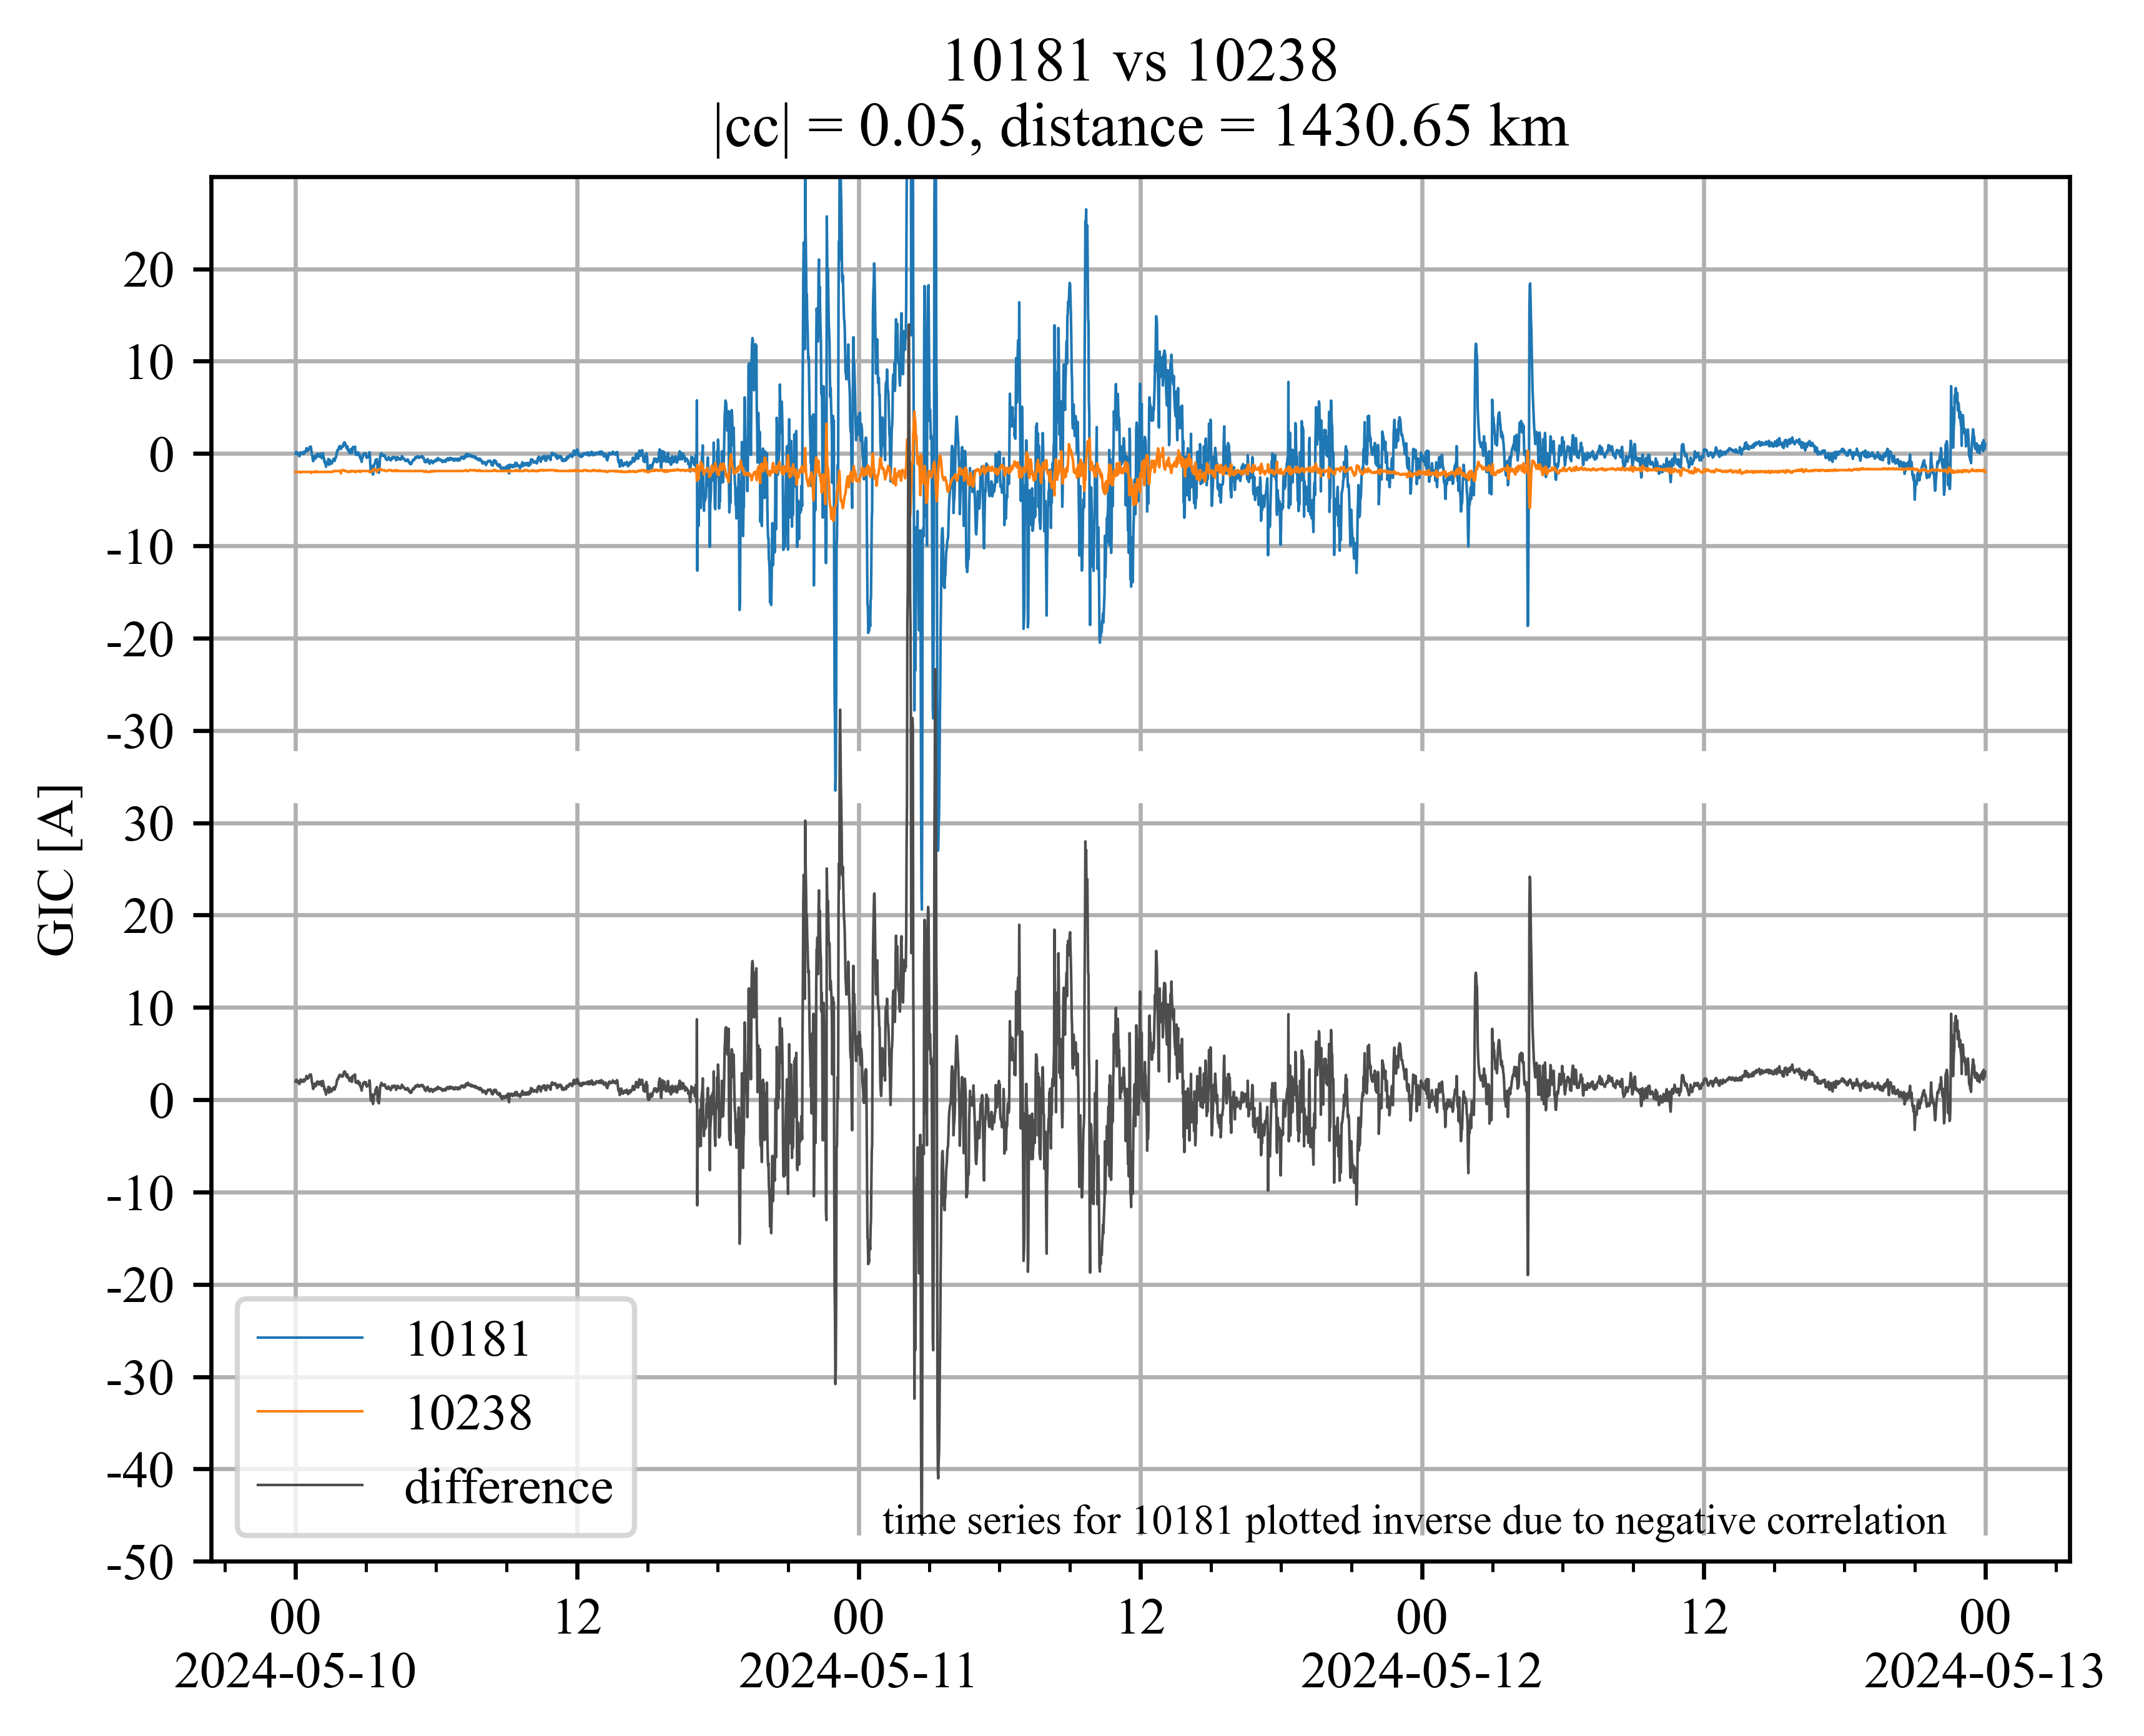 10181 vs 10238
|cc| = 0.05, distance = 1430.65 km
20
10
0
-10
-20
-30
30
20
10
0
-10
-20
-30
-40
-50
GIC [A]
10181
10238
difference
time series for 10181 plotted inverse due to negative correlation
00 12 00 12 00 12 00
2024-05-10 2024-05-11 2024-05-12 2024-05-13